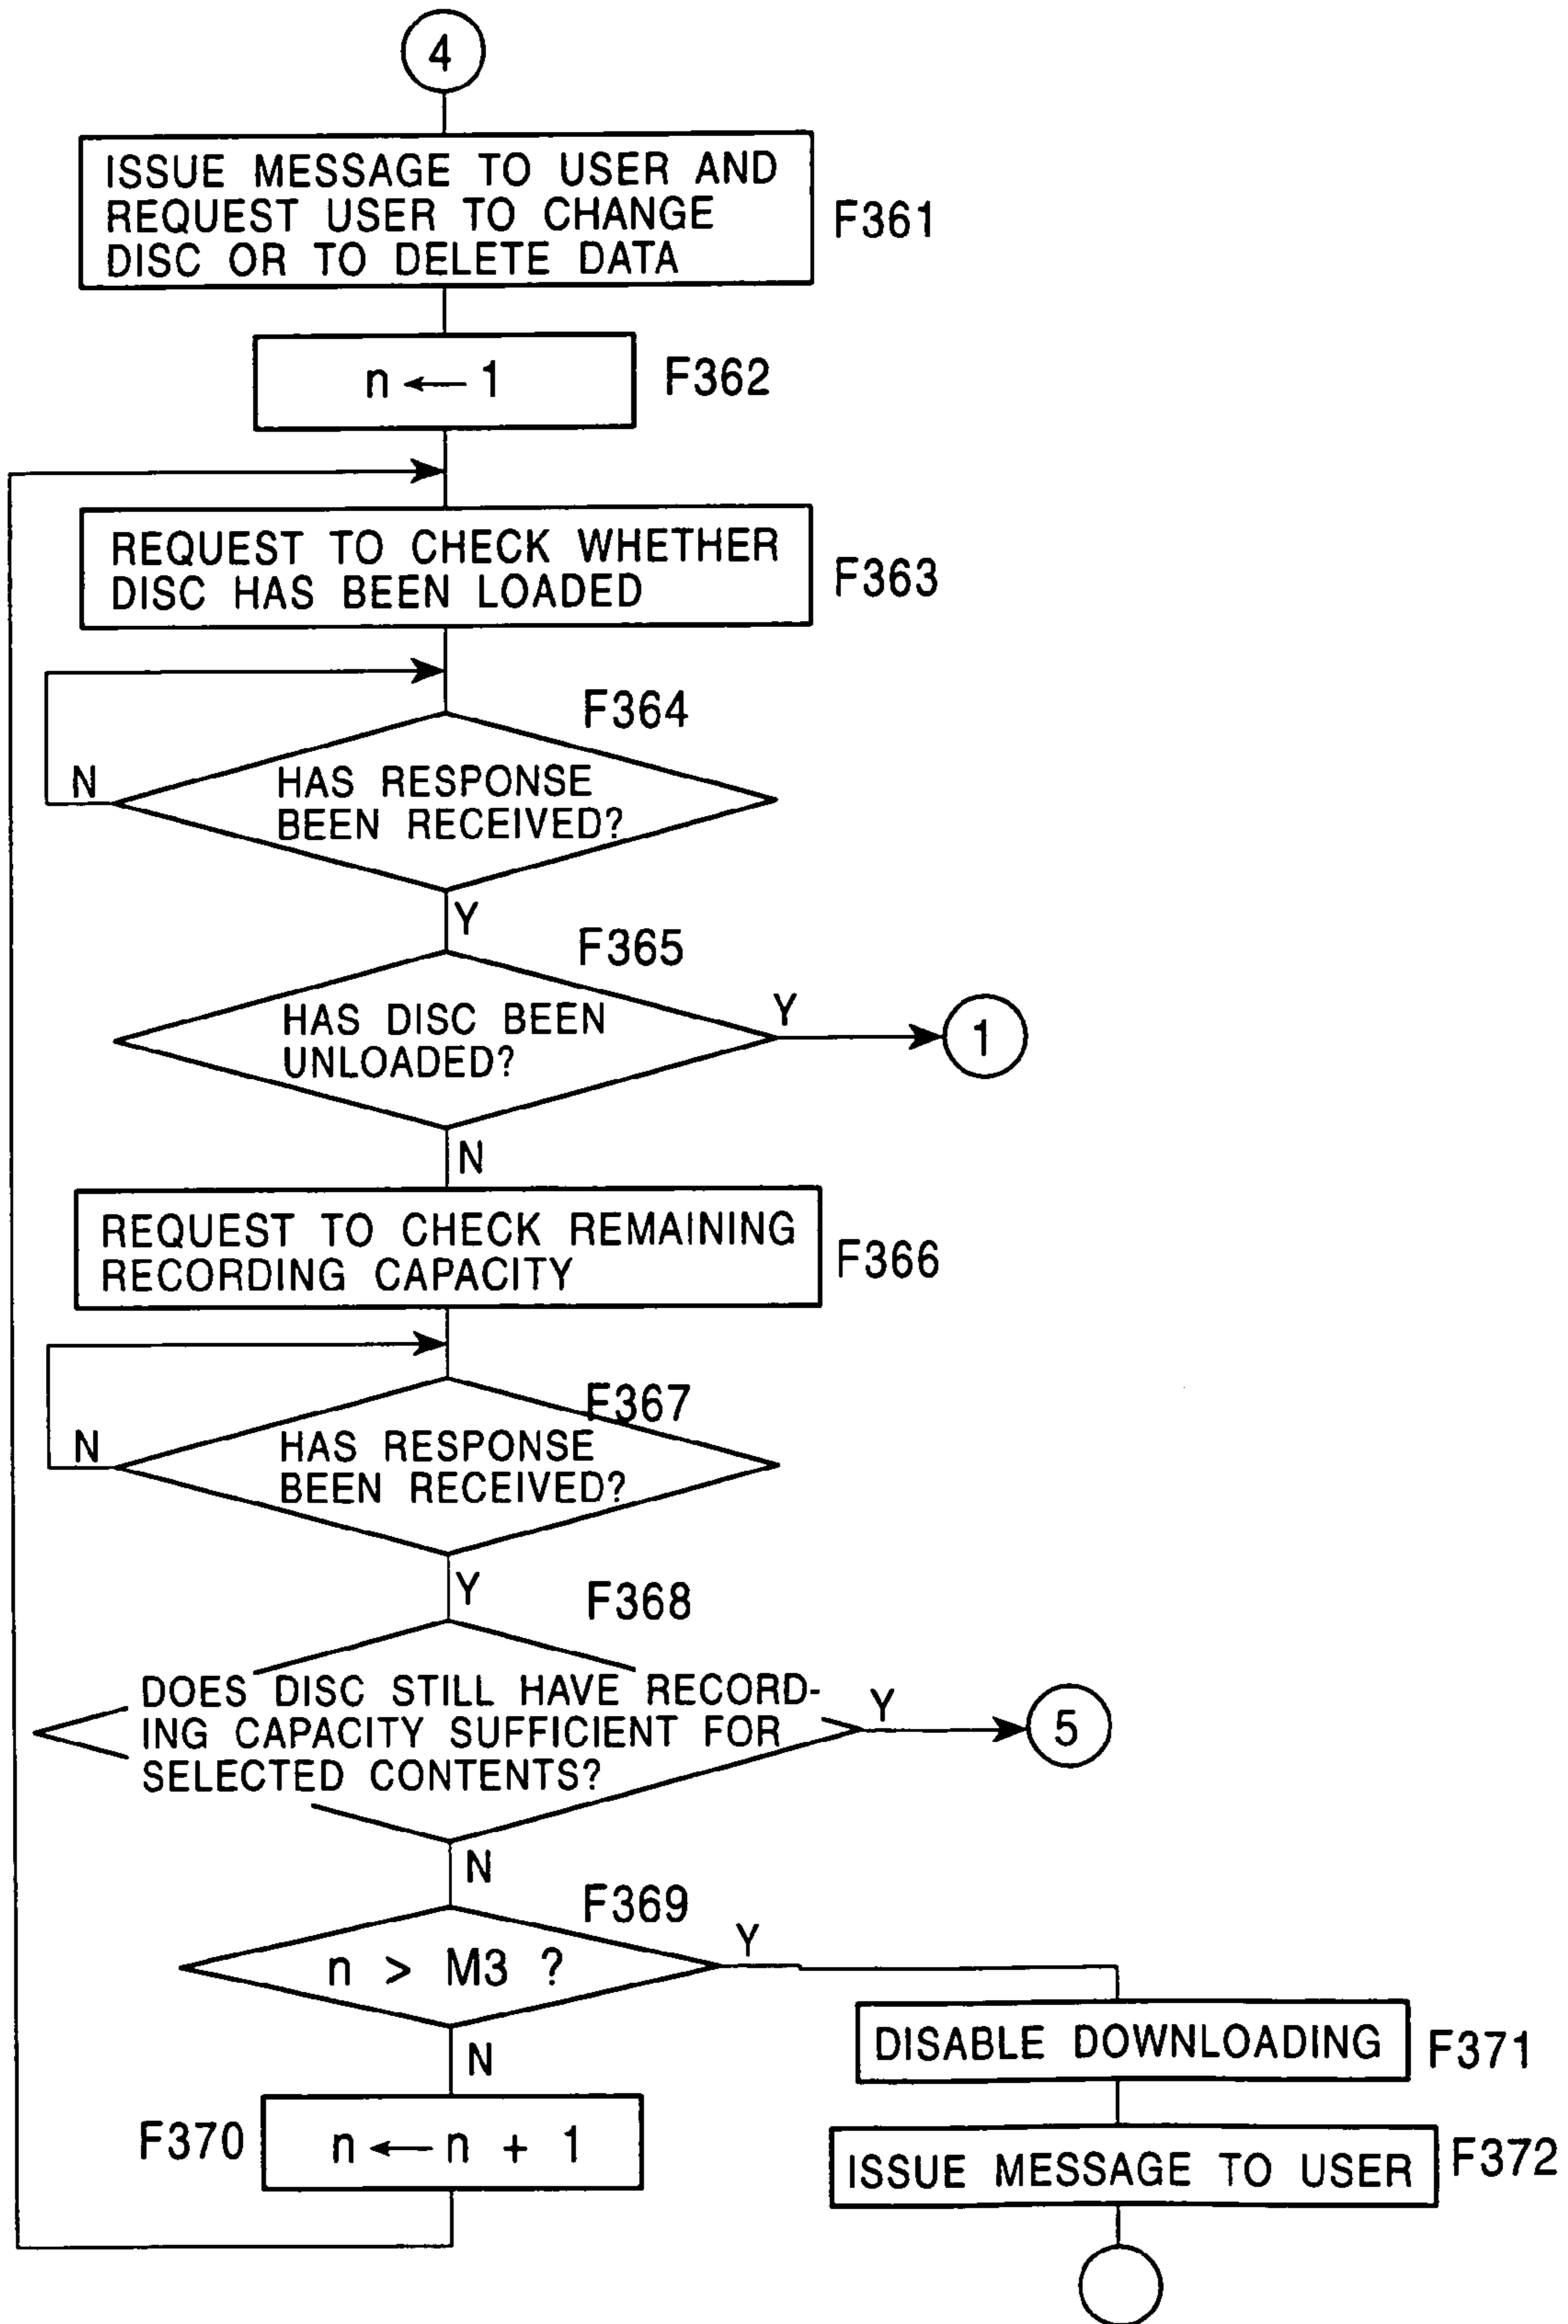 4
ISSUE MESSAGE TO USER AND
REQUEST USER TO CHANGE
DISC OR TO DELETE DATA
F361
n ← 1
F362
REQUEST TO CHECK WHETHER
DISC HAS BEEN LOADED
F363
F364
N
HAS RESPONSE
BEEN RECEIVED?
Y
F365
HAS DISC BEEN
UNLOADED?
Y
1
N
REQUEST TO CHECK REMAINING
RECORDING CAPACITY
F366
F367
N
HAS RESPONSE
BEEN RECEIVED?
Y
F368
DOES DISC STILL HAVE RECORD-
ING CAPACITY SUFFICIENT FOR
SELECTED CONTENTS?
Y
5
N
F369
n > M3 ?
Y
N
DISABLE DOWNLOADING
F371
F370
n ← n + 1
ISSUE MESSAGE TO USER
F372